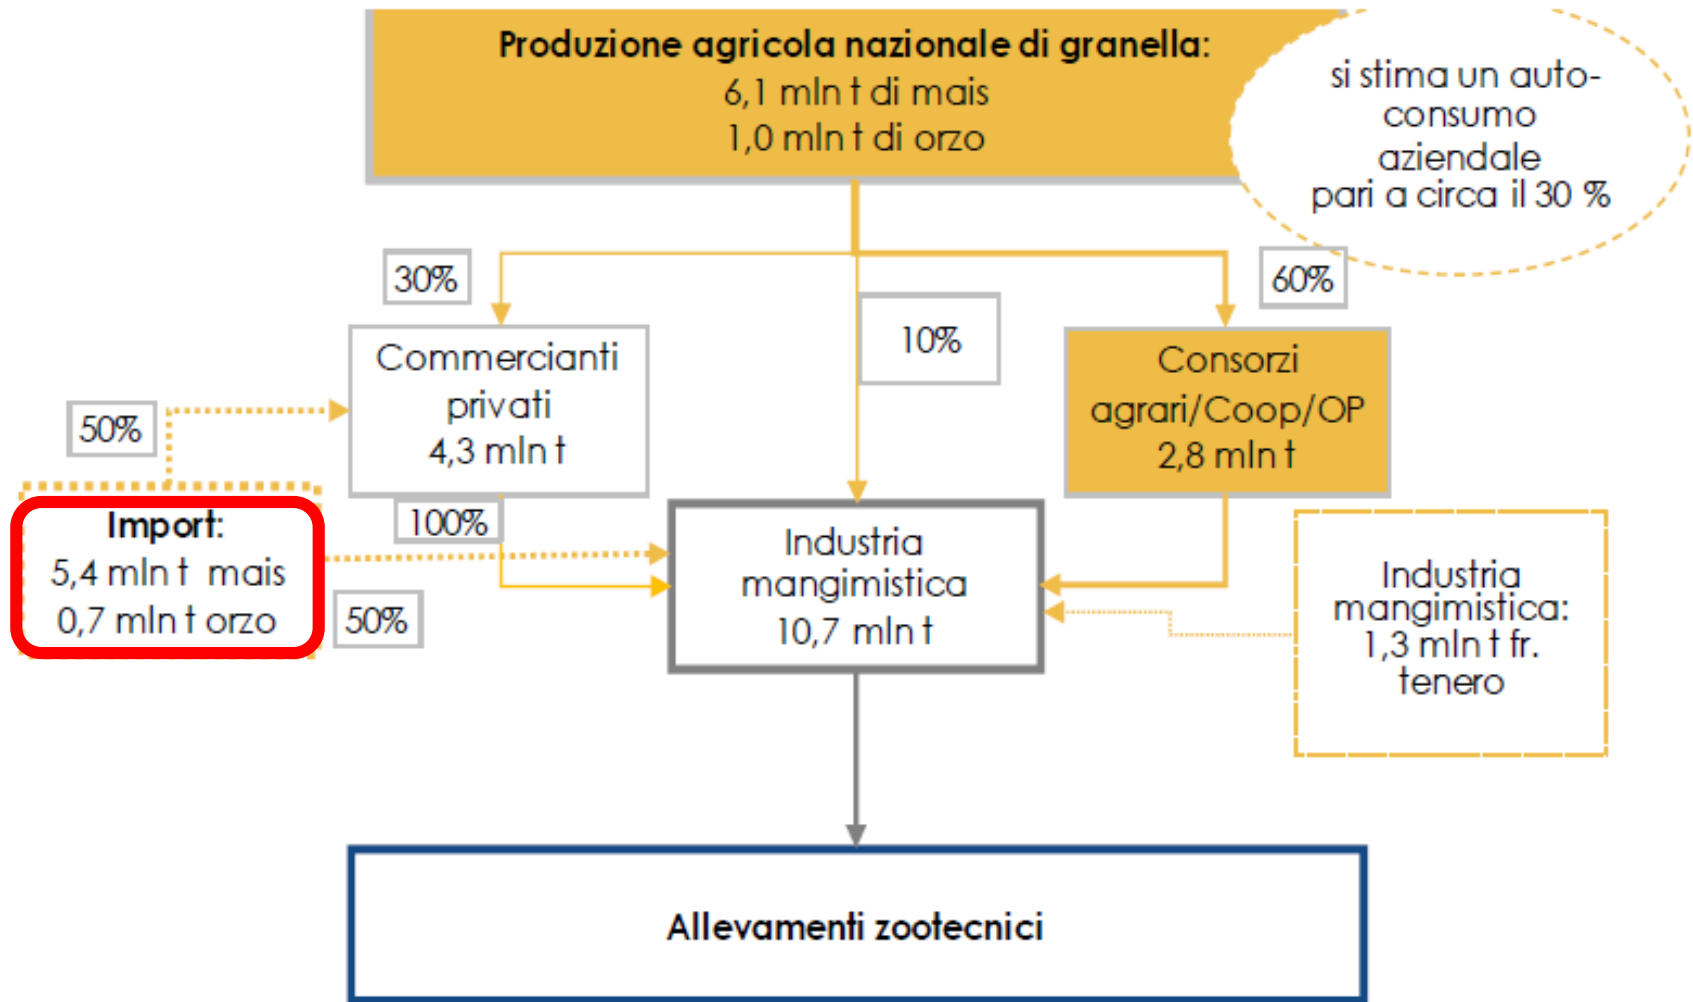 Produzione agricola nazionale di granella:
6,1 mln t di mais
1,0 mln t di orzo
si stima un auto-
consumo
aziendale
pari a circa il 30 %
30%
10%
60%
Commercianti
privati
4,3 mln t
Consorzi
agrari/Coop/OP
2,8 mln t
50%
100%
Import:
5,4 mln t mais
0,7 mln t orzo
50%
Industria
mangimistica
10,7 mln t
Industria
mangimistica:
1,3 mln t fr.
tenero
Allevamenti zootecnici